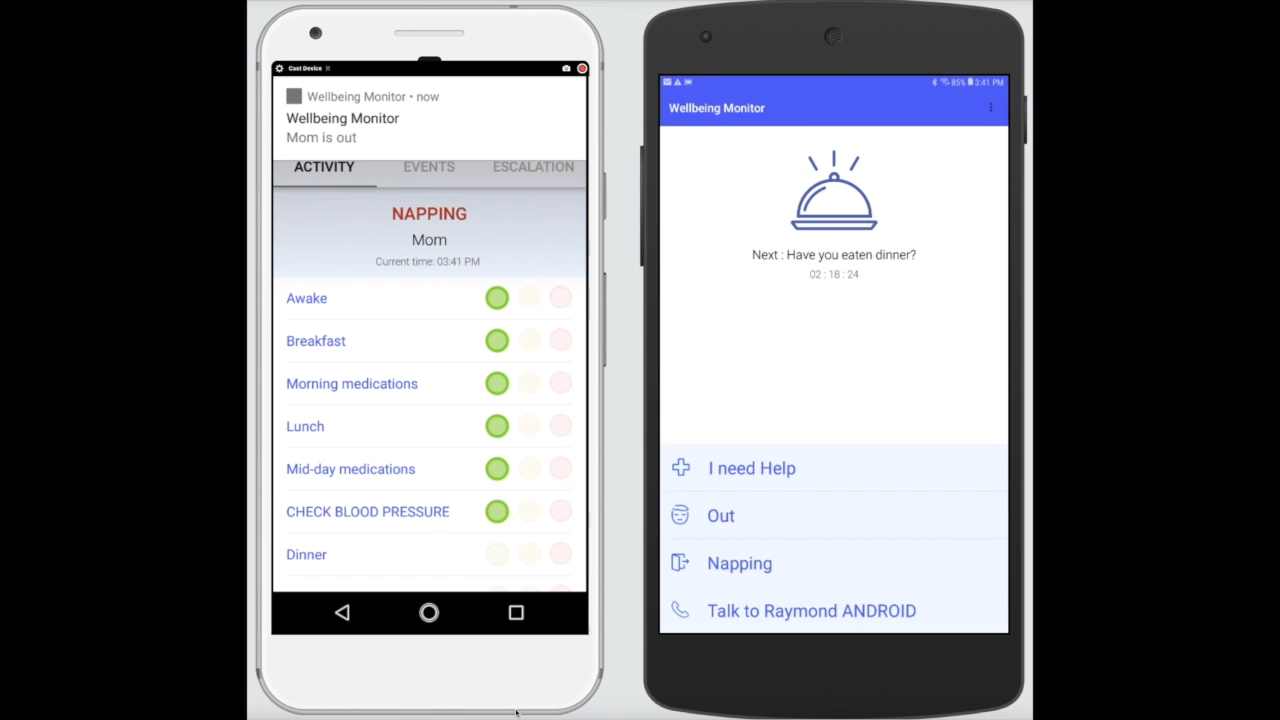 Cast Device
Wellbeing Monitor • now
Wellbeing Monitor
Mom is out
ACTIVITY EVENTS ESCALATION
NAPPING
Mom
Current time: 03:41 PM
Awake
Breakfast
Morning medications
Lunch
Mid-day medications
CHECK BLOOD PRESSURE
Dinner
85% 3:41 PM
Wellbeing Monitor
Next : Have you eaten dinner?
02 : 18 : 24
I need Help
Out
Napping
Talk to Raymond ANDROID